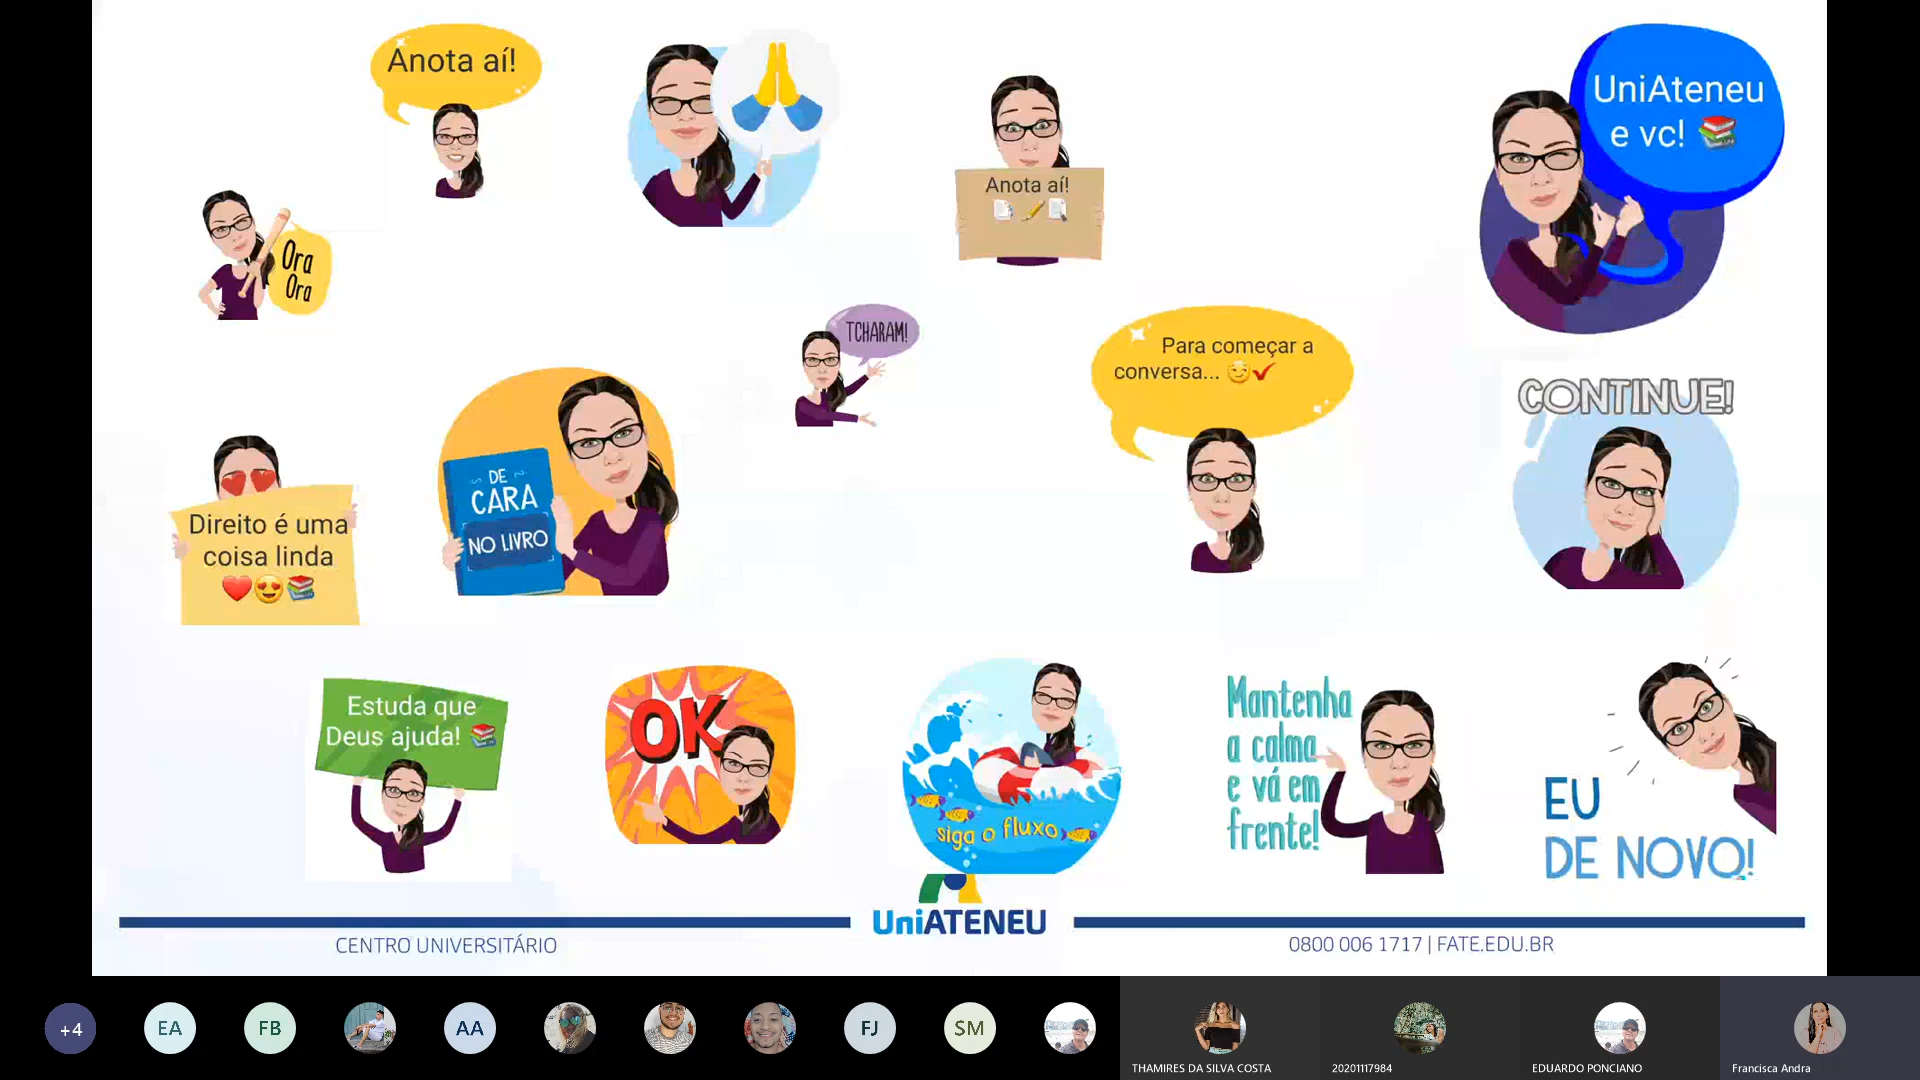 Anota aí!
UniAteneu
e vc!
Anota aí!
Ora
Ora
TCHARAM!
Para começar a
conversa...
CONTINUE!
DE
CARA
NO LIVRO
Direito é uma
coisa linda
Estuda que
Deus ajuda!
OK
siga o fluxo
Mantenha
a calma
e vá em
frente!
EU
DE NOVO!
UniATENEU
CENTRO UNIVERSITÁRIO
0800 006 1717 | FATE.EDU.BR
+4
EA
FB
AA
FJ
SM
THAMIRES DA SILVA COSTA
20201117984
EDUARDO PONCIANO
Francisca Andra